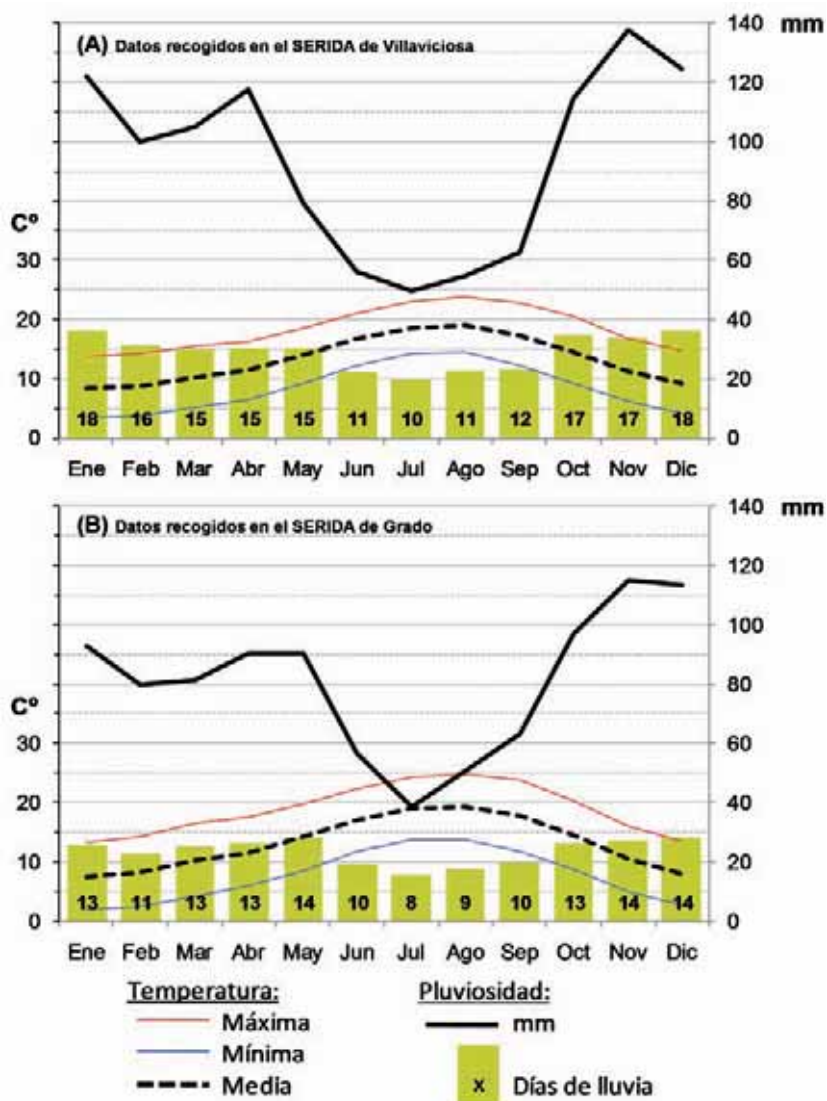 (A) Datos recogidos en el SERIDA de Villaviciosa
140 mm
120
100
80
Cº
30 60
20 40
10 20
0 0
18 16 15 15 15 11 10 11 12 17 17 18
Ene Feb Mar Abr May Jun Jul Ago Sep Oct Nov Dic
(B) Datos recogidos en el SERIDA de Grado
140 mm
120
100
80
Cº
30 60
20 40
10 20
0 0
13 11 13 13 14 10 8 9 10 13 14 14
Ene Feb Mar Abr May Jun Jul Ago Sep Oct Nov Dic
Temperatura: Pluviosidad:
Máxima mm
Mínima
Media x Días de lluvia